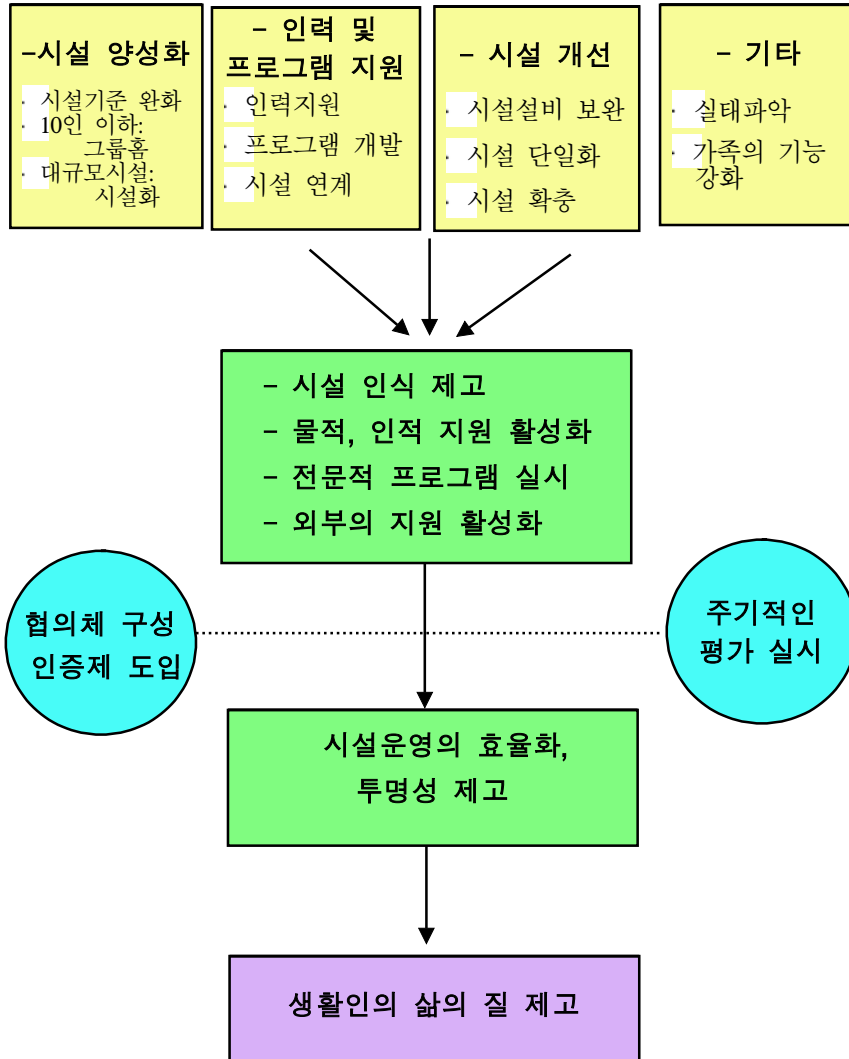 -시설 양성화
· 시설기준 완화
· 10인 이하:
그룹홈
· 대규모시설:
시설화
- 인력 및
프로그램 지원
· 인력지원
· 프로그램 개발
· 시설 연계
- 시설 개선
· 시설설비 보완
· 시설 단일화
· 시설 확충
- 기타
· 실태파악
· 가족의 기능
강화
- 시설 인식 제고
- 물적, 인적 지원 활성화
- 전문적 프로그램 실시
- 외부의 지원 활성화
협의체 구성
인증제 도입
주기적인
평가 실시
시설운영의 효율화,
투명성 제고
생활인의 삶의 질 제고